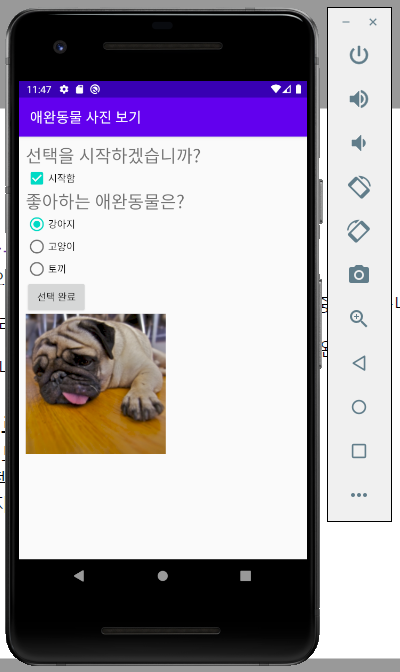 11:47
애완동물 사진 보기
선택을 시작하겠습니까?
시작함
좋아하는 애완동물은?
강아지
고양이
토끼
선택 완료